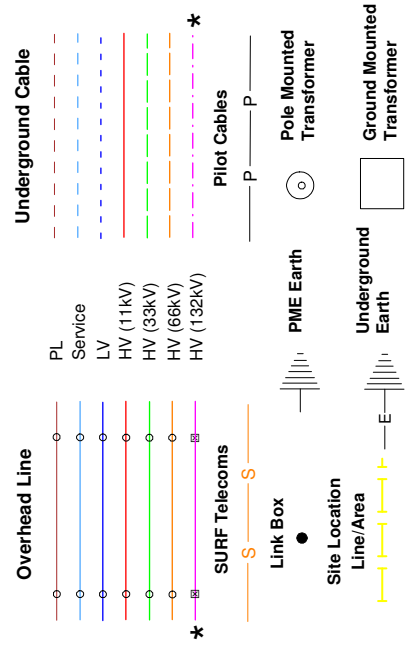 Overhead Line
Underground Cable
PL
Service
LV
HV (11kV)
HV (33kV)
HV (66kV)
* HV (132kV) *
SURF Telecoms
Pilot Cables
S S
P P
Link Box
PME Earth
Pole Mounted
Transformer
Site Location
Line/Area
E
Underground
Earth
Ground Mounted
Transformer